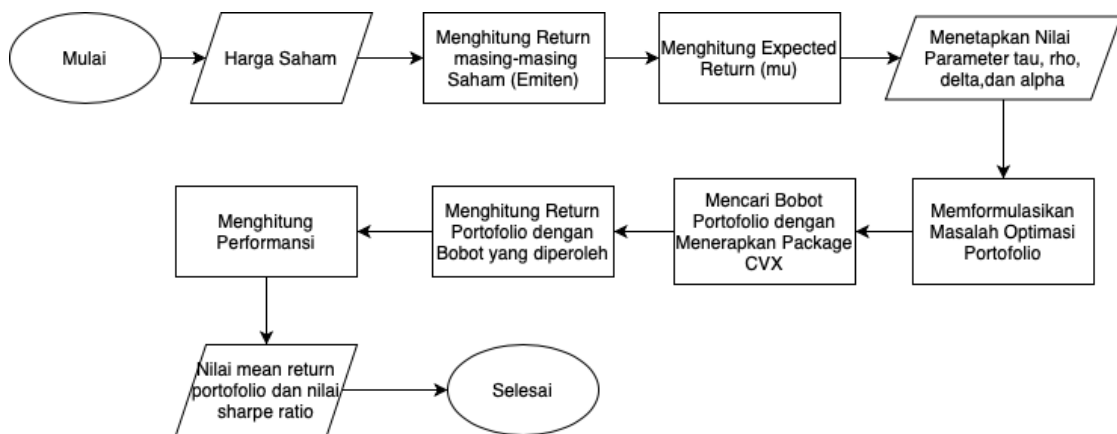 Mulai
Harga Saham
Menghitung Return
masing-masing
Saham (Emiten)
Menghitung Expected
Return (mu)
Menetapkan Nilai
Parameter tau, rho,
delta,dan alpha
Memformulasikan
Masalah Optimasi
Portofolio
Mencari Bobot
Portofolio dengan
Menerapkan Package
CVX
Menghitung Return
Portofolio dengan
Bobot yang diperoleh
Menghitung
Performansi
Nilai mean return
portofolio dan nilai
sharpe ratio
Selesai